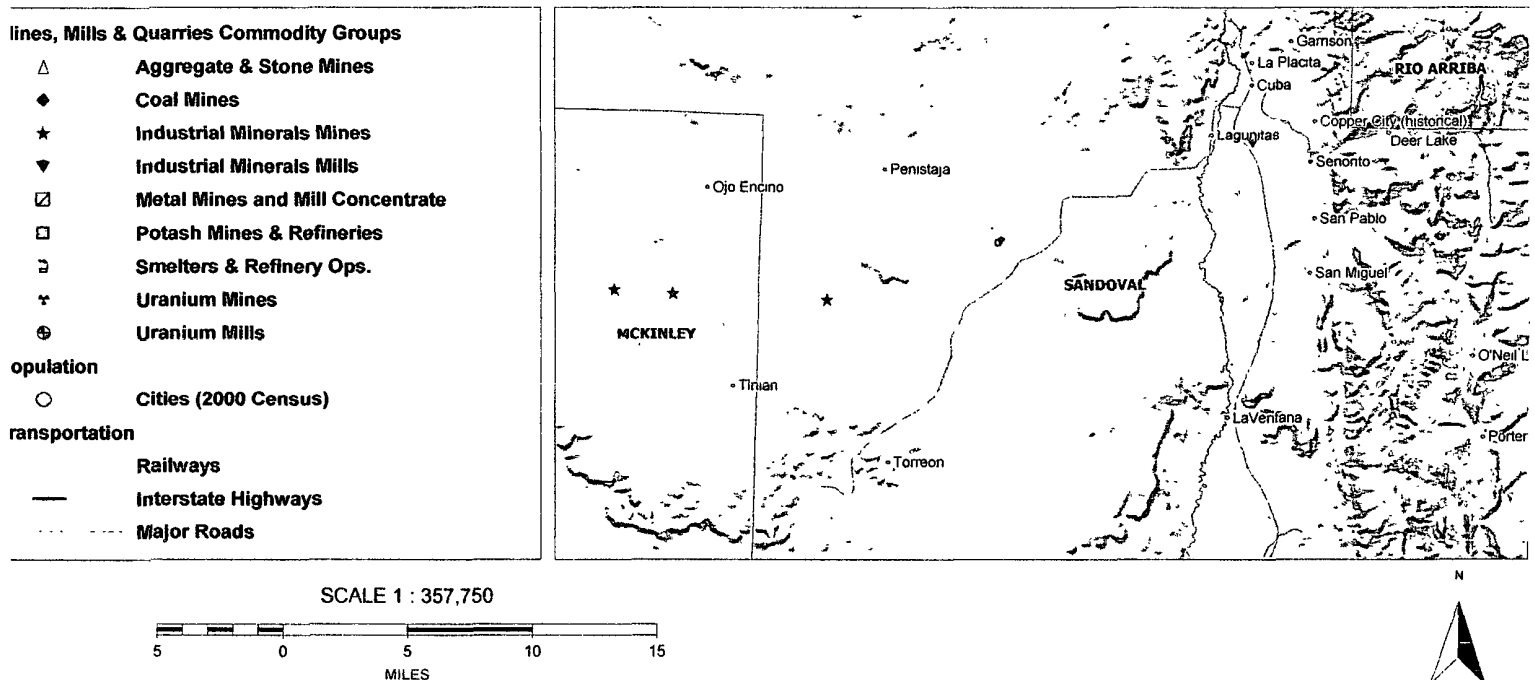 lines, Mills & Quarries Commodity Groups
Aggregate & Stone Mines
Coal Mines
Industrial Minerals Mines
Industrial Minerals Mills
Metal Mines and Mill Concentrate
Potash Mines & Refineries
Smelters & Refinery Ops.
Uranium Mines
Uranium Mills
opulation
Cities (2000 Census)
ransportation
Railways
Interstate Highways
Major Roads
Garrison
La Placita
RIO ARRIBA
Cuba
Copper City (historical)
Lagunitas
Deer Lake
Senorito
Penistaja
Ojo Encino
San Pablo
San Miguel
SANDOVAL
MCKINLEY
O'Neil L
Tinian
LaVentana
Porter
Torreon
SCALE 1 : 357,750
5 0 5 10 15
MILES
N